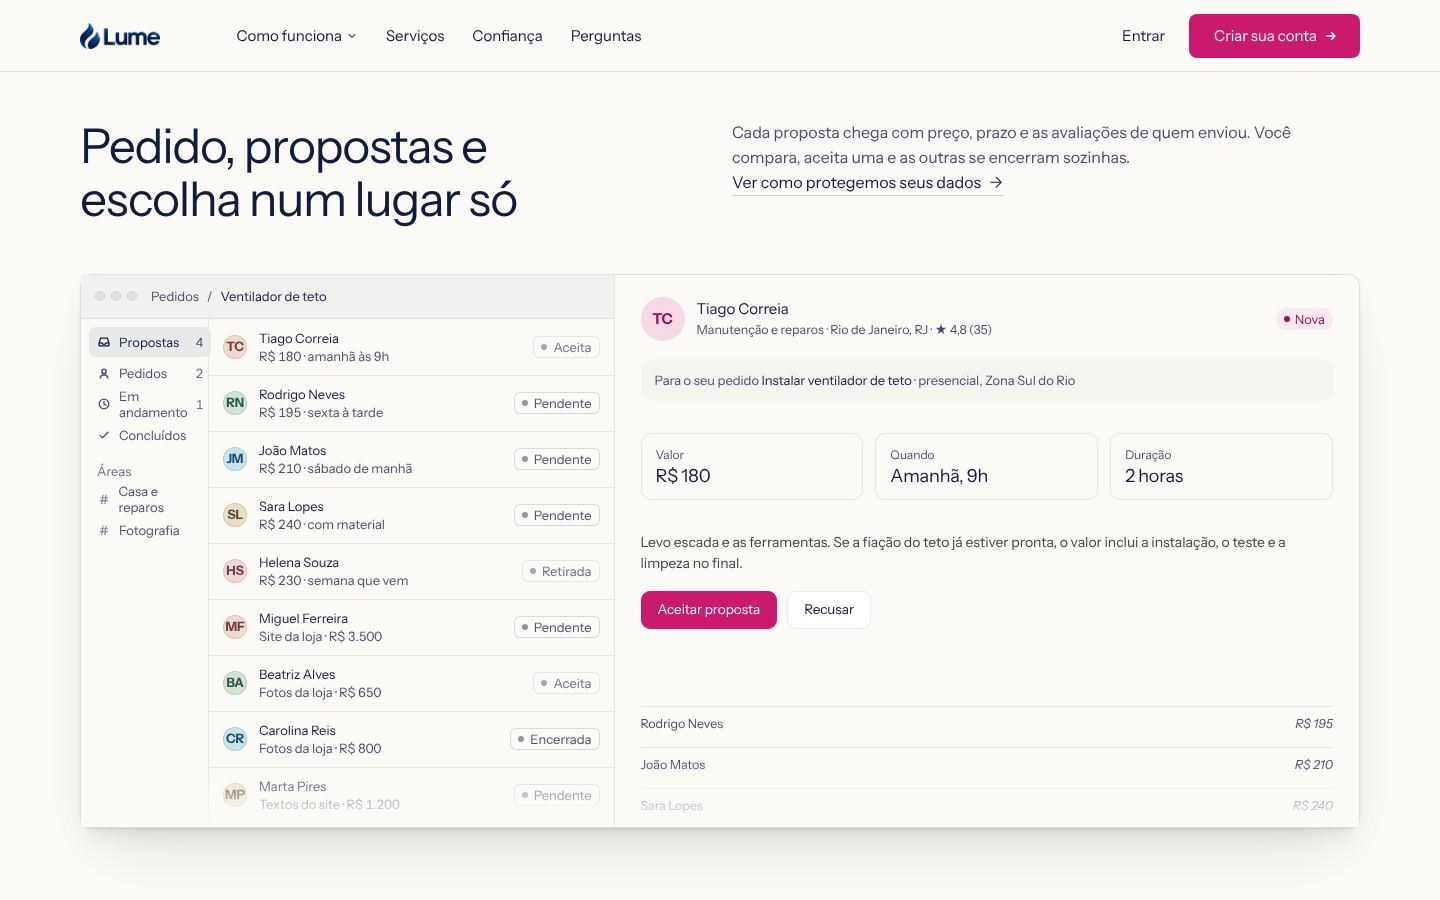 Lume
Como funciona
Serviços
Confiança
Perguntas
Entrar
Criar sua conta →
Pedido, propostas e
escolha num lugar só
Cada proposta chega com preço, prazo e as avaliações de quem enviou. Você
compara, aceita uma e as outras se encerram sozinhas.
Ver como protegemos seus dados →
Pedidos / Ventilador de teto
Propostas 4
Pedidos 2
Em
andamento 1
Concluídos
Áreas
# Casa e
reparos
# Fotografia
TC Tiago Correia
R$ 180 · amanhã às 9h
Aceita
RN Rodrigo Neves
R$ 195 · sexta à tarde
Pendente
JM João Matos
R$ 210 · sábado de manhã
Pendente
SL Sara Lopes
R$ 240 · com material
Pendente
HS Helena Souza
R$ 230 · semana que vem
Retirada
MF Miguel Ferreira
Site da loja · R$ 3.500
Pendente
BA Beatriz Alves
Fotos da loja · R$ 650
Aceita
CR Carolina Reis
Fotos da loja · R$ 800
Encerrada
MP Marta Pires
Textos do site · R$ 1.200
Pendente
TC Tiago Correia
Manutenção e reparos · Rio de Janeiro, RJ · ★ 4,8 (35)
Nova
Para o seu pedido Instalar ventilador de teto · presencial, Zona Sul do Rio
Valor
R$ 180
Quando
Amanhã, 9h
Duração
2 horas
Levo escada e as ferramentas. Se a fiação do teto já estiver pronta, o valor inclui a instalação, o teste e a
limpeza no final.
Aceitar proposta
Recusar
Rodrigo Neves R$ 195
João Matos R$ 210
Sara Lopes R$ 240